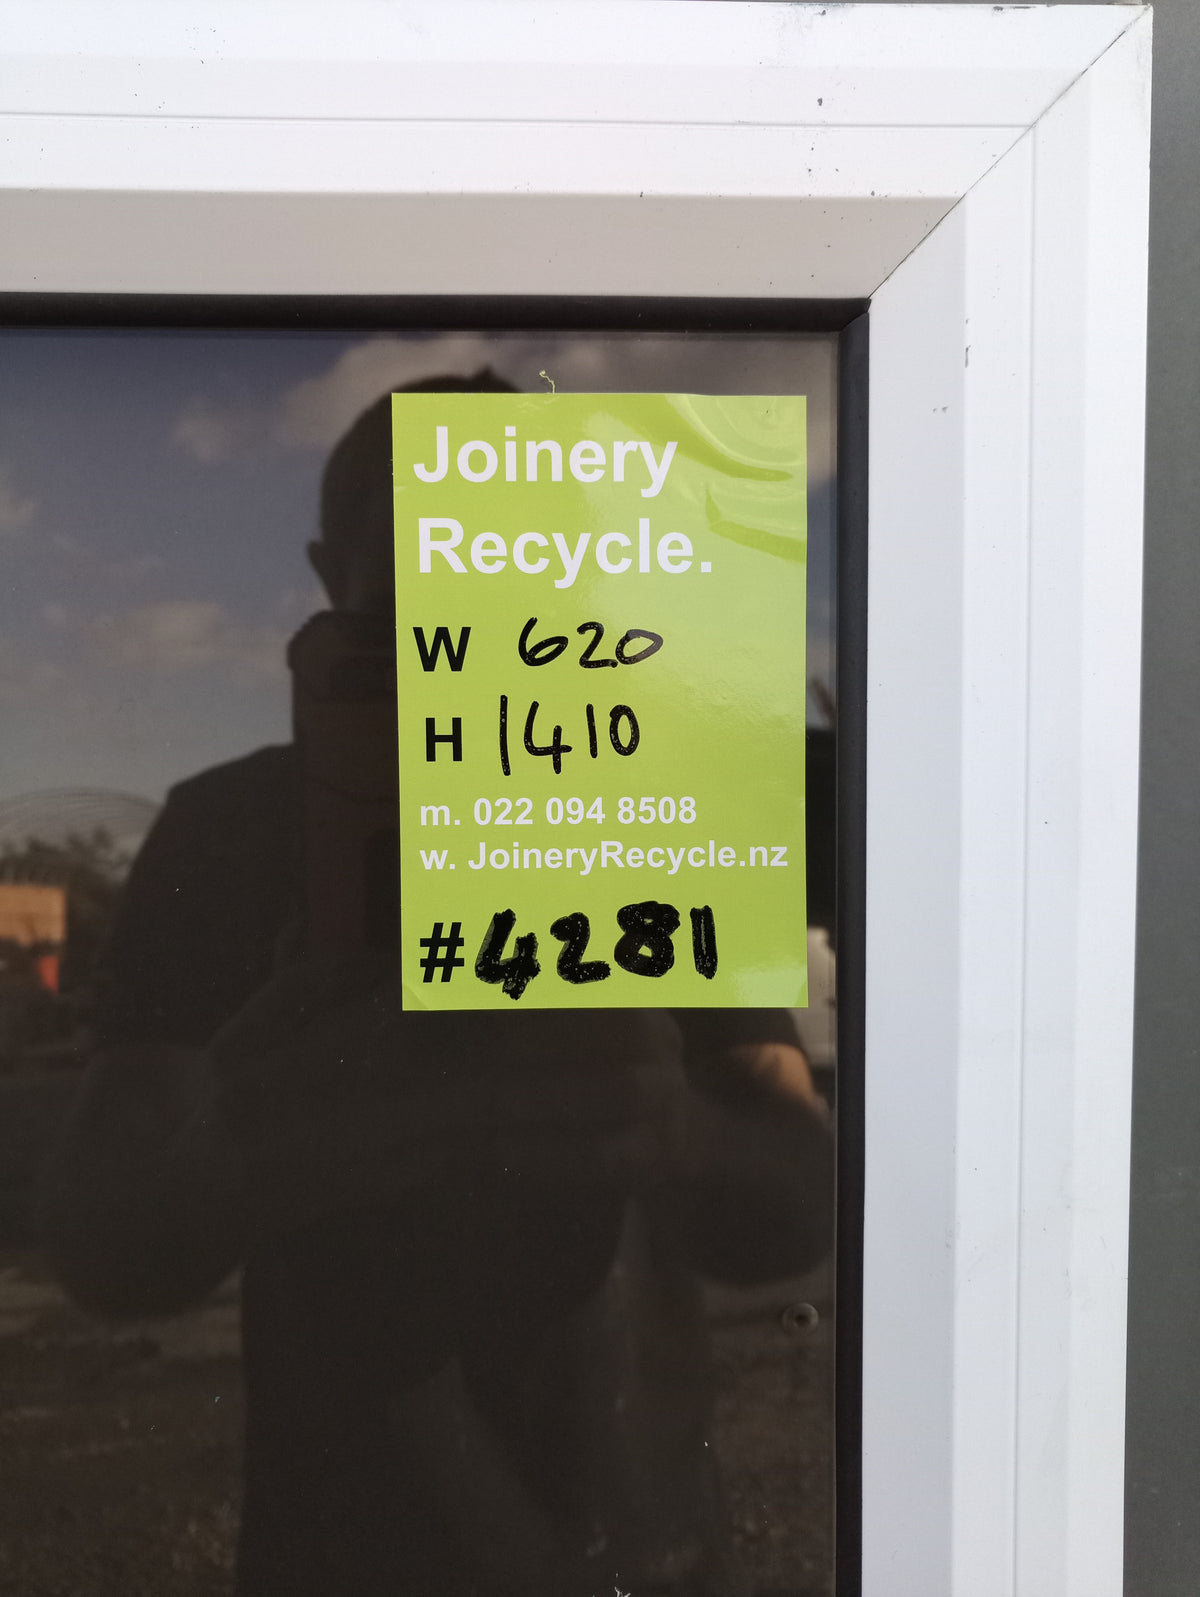 Joinery
Recycle.
W 620
H 1410
m. 022 094 8508
w. JoineryRecycle.nz
#4281